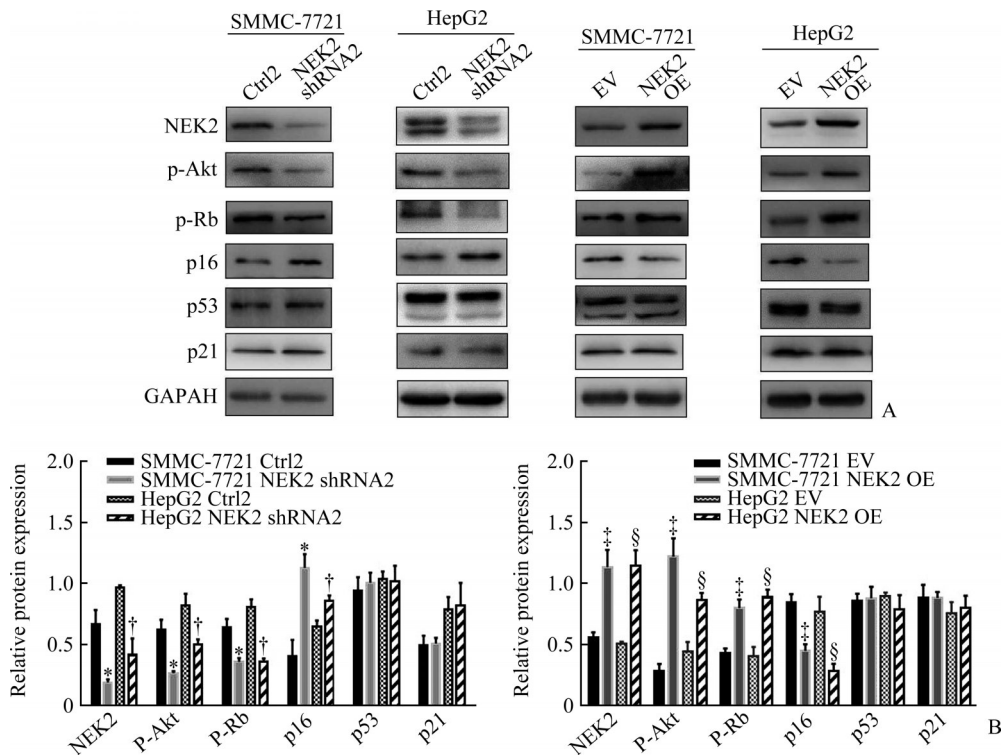 SMMC-7721
HepG2
SMMC-7721
HepG2
Ctrl2
NEK2
shRNA2
Ctrl2
NEK2
shRNA2
EV
NEK2
OE
EV
NEK2
OE
NEK2
p-Akt
p-Rb
p16
p53
p21
GAPAH
A
Relative protein expression
2.0
1.5
1.0
0.5
0
SMMC-7721 Ctrl2
SMMC-7721 NEK2 shRNA2
HepG2 Ctrl2
HepG2 NEK2 shRNA2
* † * † * † * †
NEK2 P-Akt P-Rb p16 p53 p21
Relative protein expression
2.0
1.5
1.0
0.5
0
SMMC-7721 EV
SMMC-7721 NEK2 OE
HepG2 EV
HepG2 NEK2 OE
‡ § ‡ § ‡ § ‡ §
NEK2 P-Akt P-Rb p16 p53 p21
B